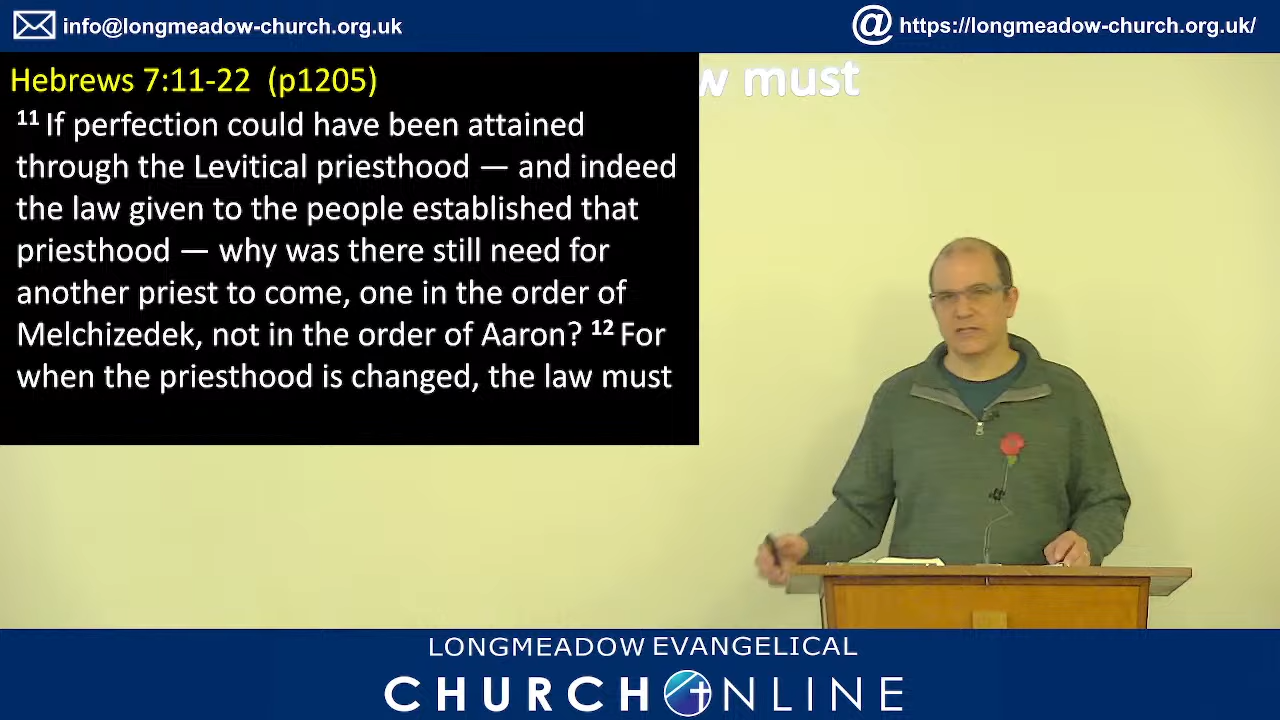 info@longmeadow-church.org.uk
https://longmeadow-church.org.uk/
Hebrews 7:11-22 (p1205)
11 If perfection could have been attained
through the Levitical priesthood — and indeed
the law given to the people established that
priesthood — why was there still need for
another priest to come, one in the order of
Melchizedek, not in the order of Aaron? 12 For
when the priesthood is changed, the law must
w must
LONGMEADOW EVANGELICAL
CHURCH ONLINE